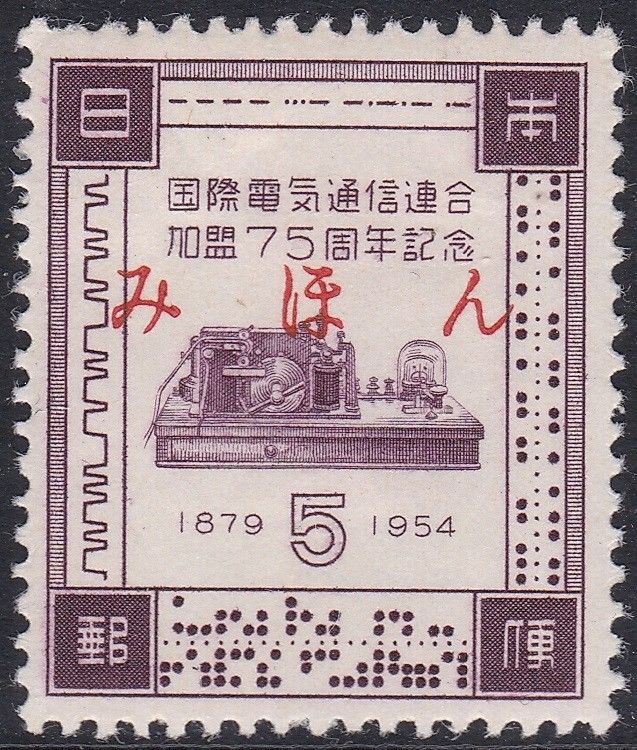 日本
国際電気通信連合
加盟75周年記念
みほん
1879 5 1954
郵便